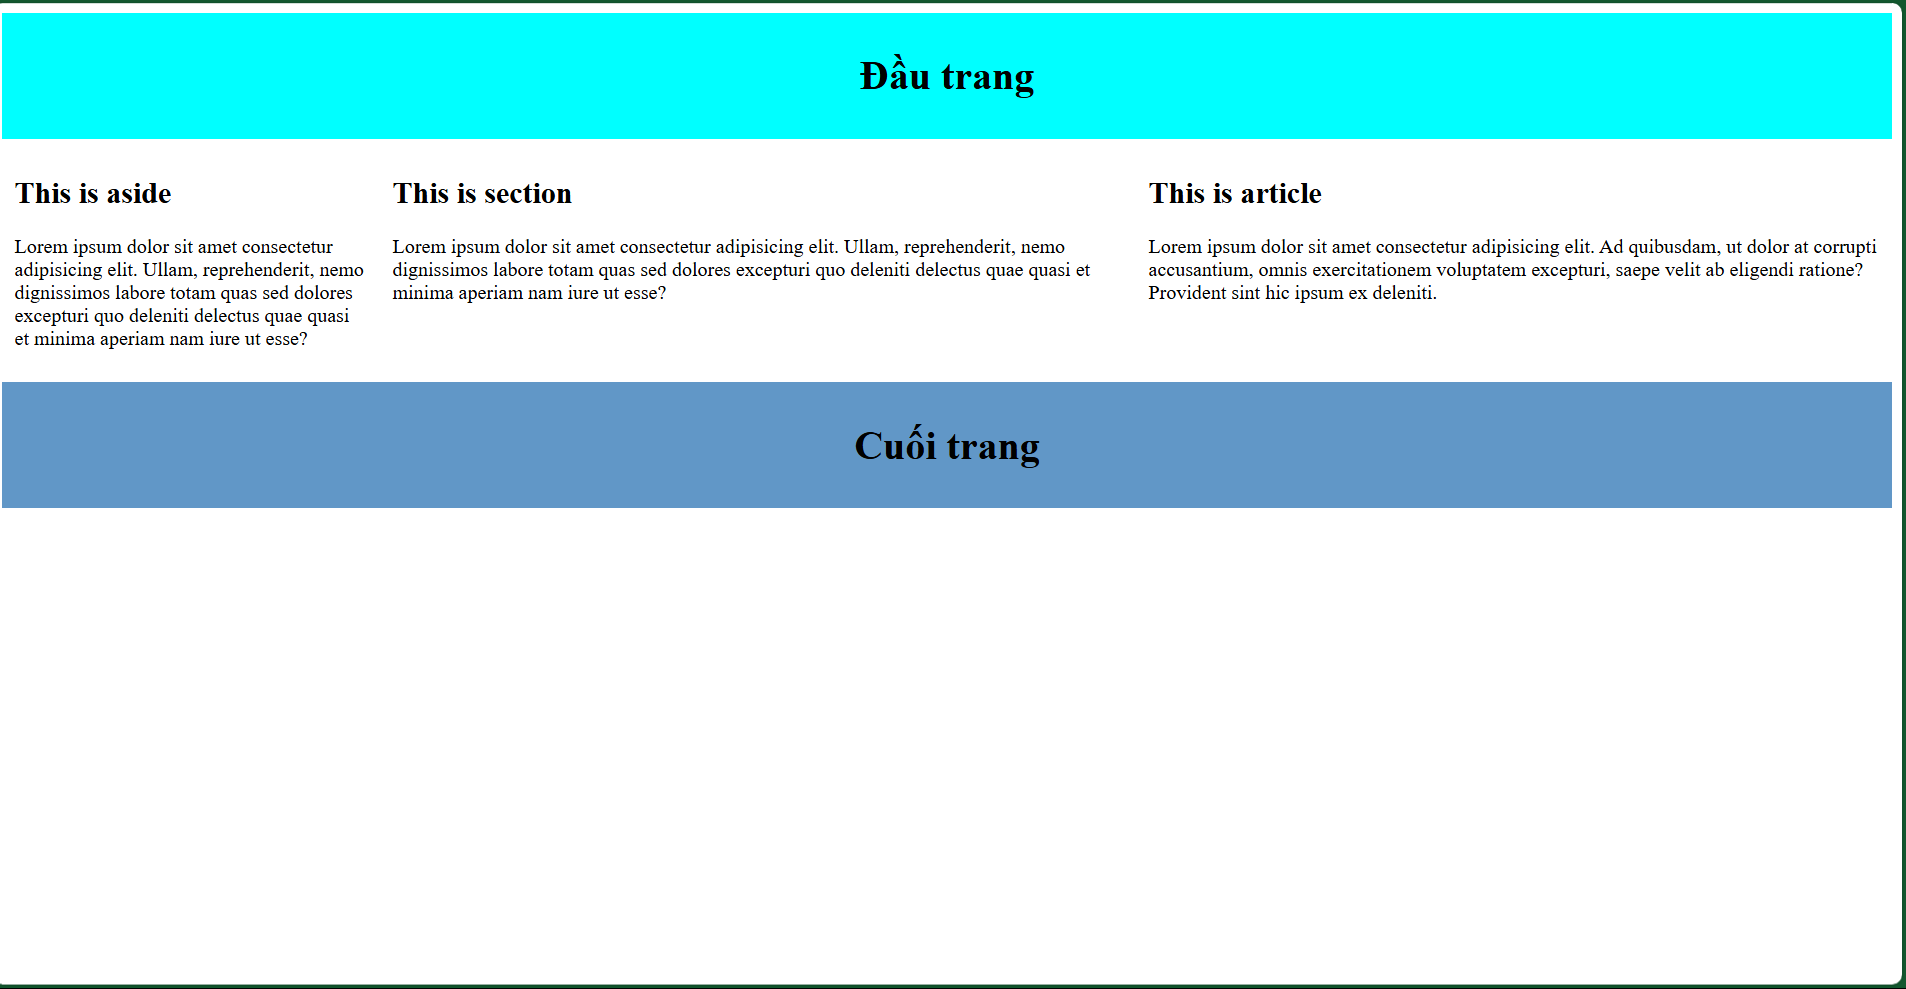 Đầu trang
This is aside
Lorem ipsum dolor sit amet consectetur
adipisicing elit. Ullam, reprehenderit, nemo
dignissimos labore totam quas sed dolores
excepturi quo deleniti delectus quae quasi
et minima aperiam nam iure ut esse?
This is section
Lorem ipsum dolor sit amet consectetur adipisicing elit. Ullam, reprehenderit, nemo
dignissimos labore totam quas sed dolores excepturi quo deleniti delectus quae quasi et
minima aperiam nam iure ut esse?
This is article
Lorem ipsum dolor sit amet consectetur adipisicing elit. Ad quibusdam, ut dolor at corrupti
accusantium, omnis exercitationem voluptatem excepturi, saepe velit ab eligendi ratione?
Provident sint hic ipsum ex deleniti.
Cuối trang